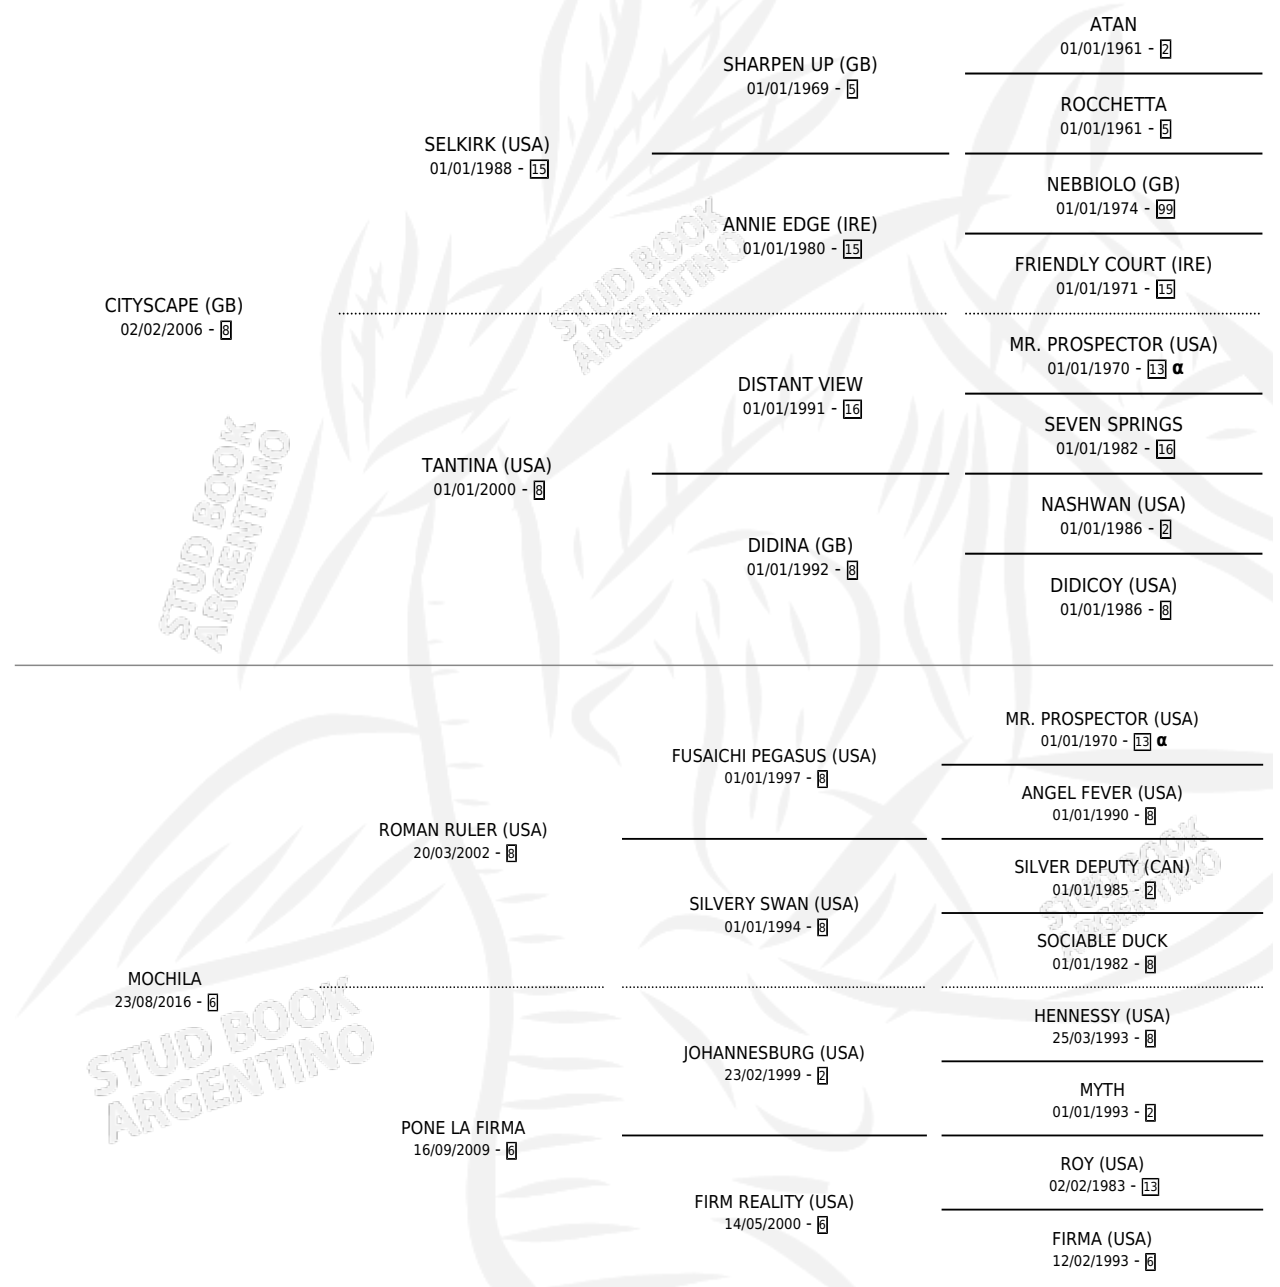 ATAN
01/01/1961 - 2
SHARPEN UP (GB)
01/01/1969 - 5
ROCCHETTA
01/01/1961 - 5
SELKIRK (USA)
01/01/1988 - 15
NEBBIOLO (GB)
01/01/1974 - 99
ANNIE EDGE (IRE)
01/01/1980 - 15
FRIENDLY COURT (IRE)
01/01/1971 - 15
CITYSCAPE (GB)
02/02/2006 - 8
MR. PROSPECTOR (USA)
01/01/1970 - 13 α
DISTANT VIEW
01/01/1991 - 16
SEVEN SPRINGS
01/01/1982 - 16
TANTINA (USA)
01/01/2000 - 8
NASHWAN (USA)
01/01/1986 - 2
DIDINA (GB)
01/01/1992 - 8
DIDICOY (USA)
01/01/1986 - 8
MR. PROSPECTOR (USA)
01/01/1970 - 13 α
FUSAICHI PEGASUS (USA)
01/01/1997 - 8
ANGEL FEVER (USA)
01/01/1990 - 8
ROMAN RULER (USA)
20/03/2002 - 8
SILVER DEPUTY (CAN)
01/01/1985 - 2
SILVERY SWAN (USA)
01/01/1994 - 8
SOCIABLE DUCK
01/01/1982 - 8
MOCHILA
23/08/2016 - 6
HENNESSY (USA)
25/03/1993 - 8
JOHANNESBURG (USA)
23/02/1999 - 2
MYTH
01/01/1993 - 2
PONE LA FIRMA
16/09/2009 - 6
ROY (USA)
02/02/1983 - 13
FIRM REALITY (USA)
14/05/2000 - 6
FIRMA (USA)
12/02/1993 - 6
STUD BOOK
ARGENTINO
STUD BOOK
ARGENTINO
STUD BOOK
ARGENTINO
STUD BOOK
ARGENTINO